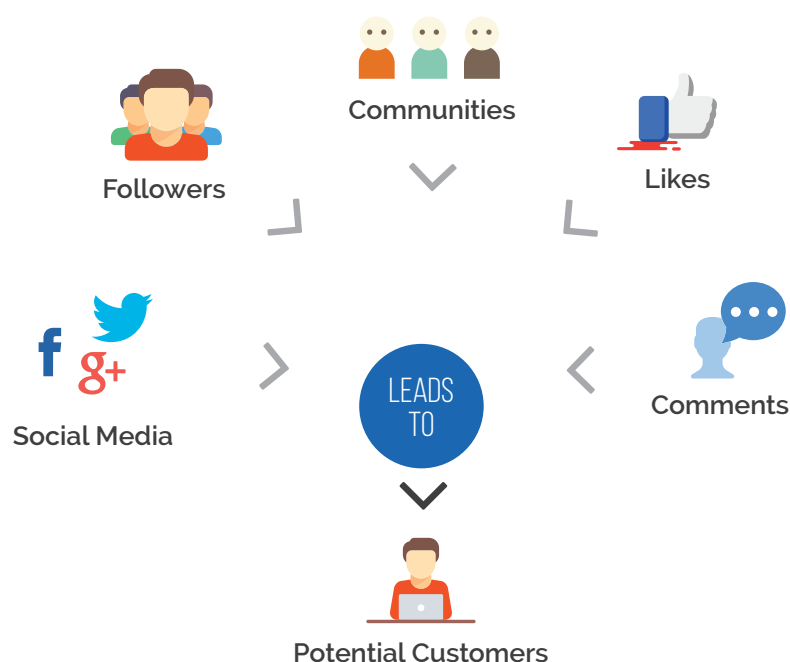 Communities
Followers
Likes
f
g+
Social Media
LEADS
TO
Comments
Potential Customers